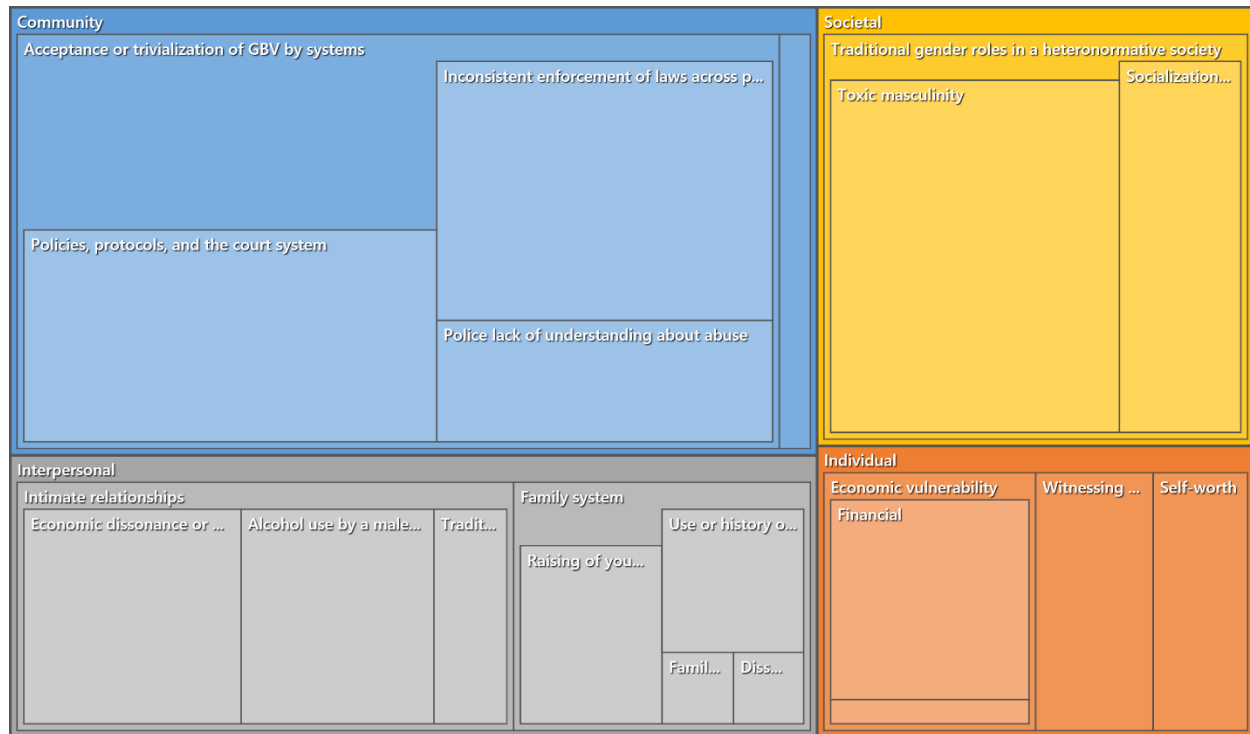 Community
Acceptance or trivialization of GBV by systems
Inconsistent enforcement of laws across p...
Policies, protocols, and the court system
Police lack of understanding about abuse
Societal
Traditional gender roles in a heteronormative society
Toxic masculinity
Socialization...
Interpersonal
Intimate relationships
Economic dissonance or ...
Alcohol use by a male...
Tradit...
Family system
Raising of you...
Use or history o...
Famil...
Diss...
Individual
Economic vulnerability
Financial
Witnessing ...
Self-worth